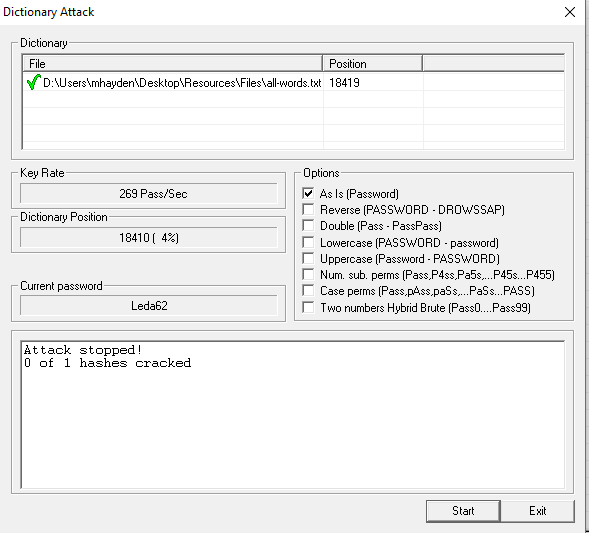 Dictionary Attack
Dictionary
File Position
D:\Users\mhayden\Desktop\Resources\Files\all-words.txt 18419
Key Rate
269 Pass/Sec
Dictionary Position
18410 ( 4%)
Current password
Leda62
Options
As Is (Password)
Reverse (PASSWORD - DROWSSAP)
Double (Pass - PassPass)
Lowercase (PASSWORD - password)
Uppercase (Password - PASSWORD)
Num. sub. perms (Pass,P4ss,Pa5s,...P45s...P455)
Case perms (Pass,pAss,paSs,...PaSs...PASS)
Two numbers Hybrid Brute (Pass0....Pass99)
Attack stopped!
0 of 1 hashes cracked
Start Exit